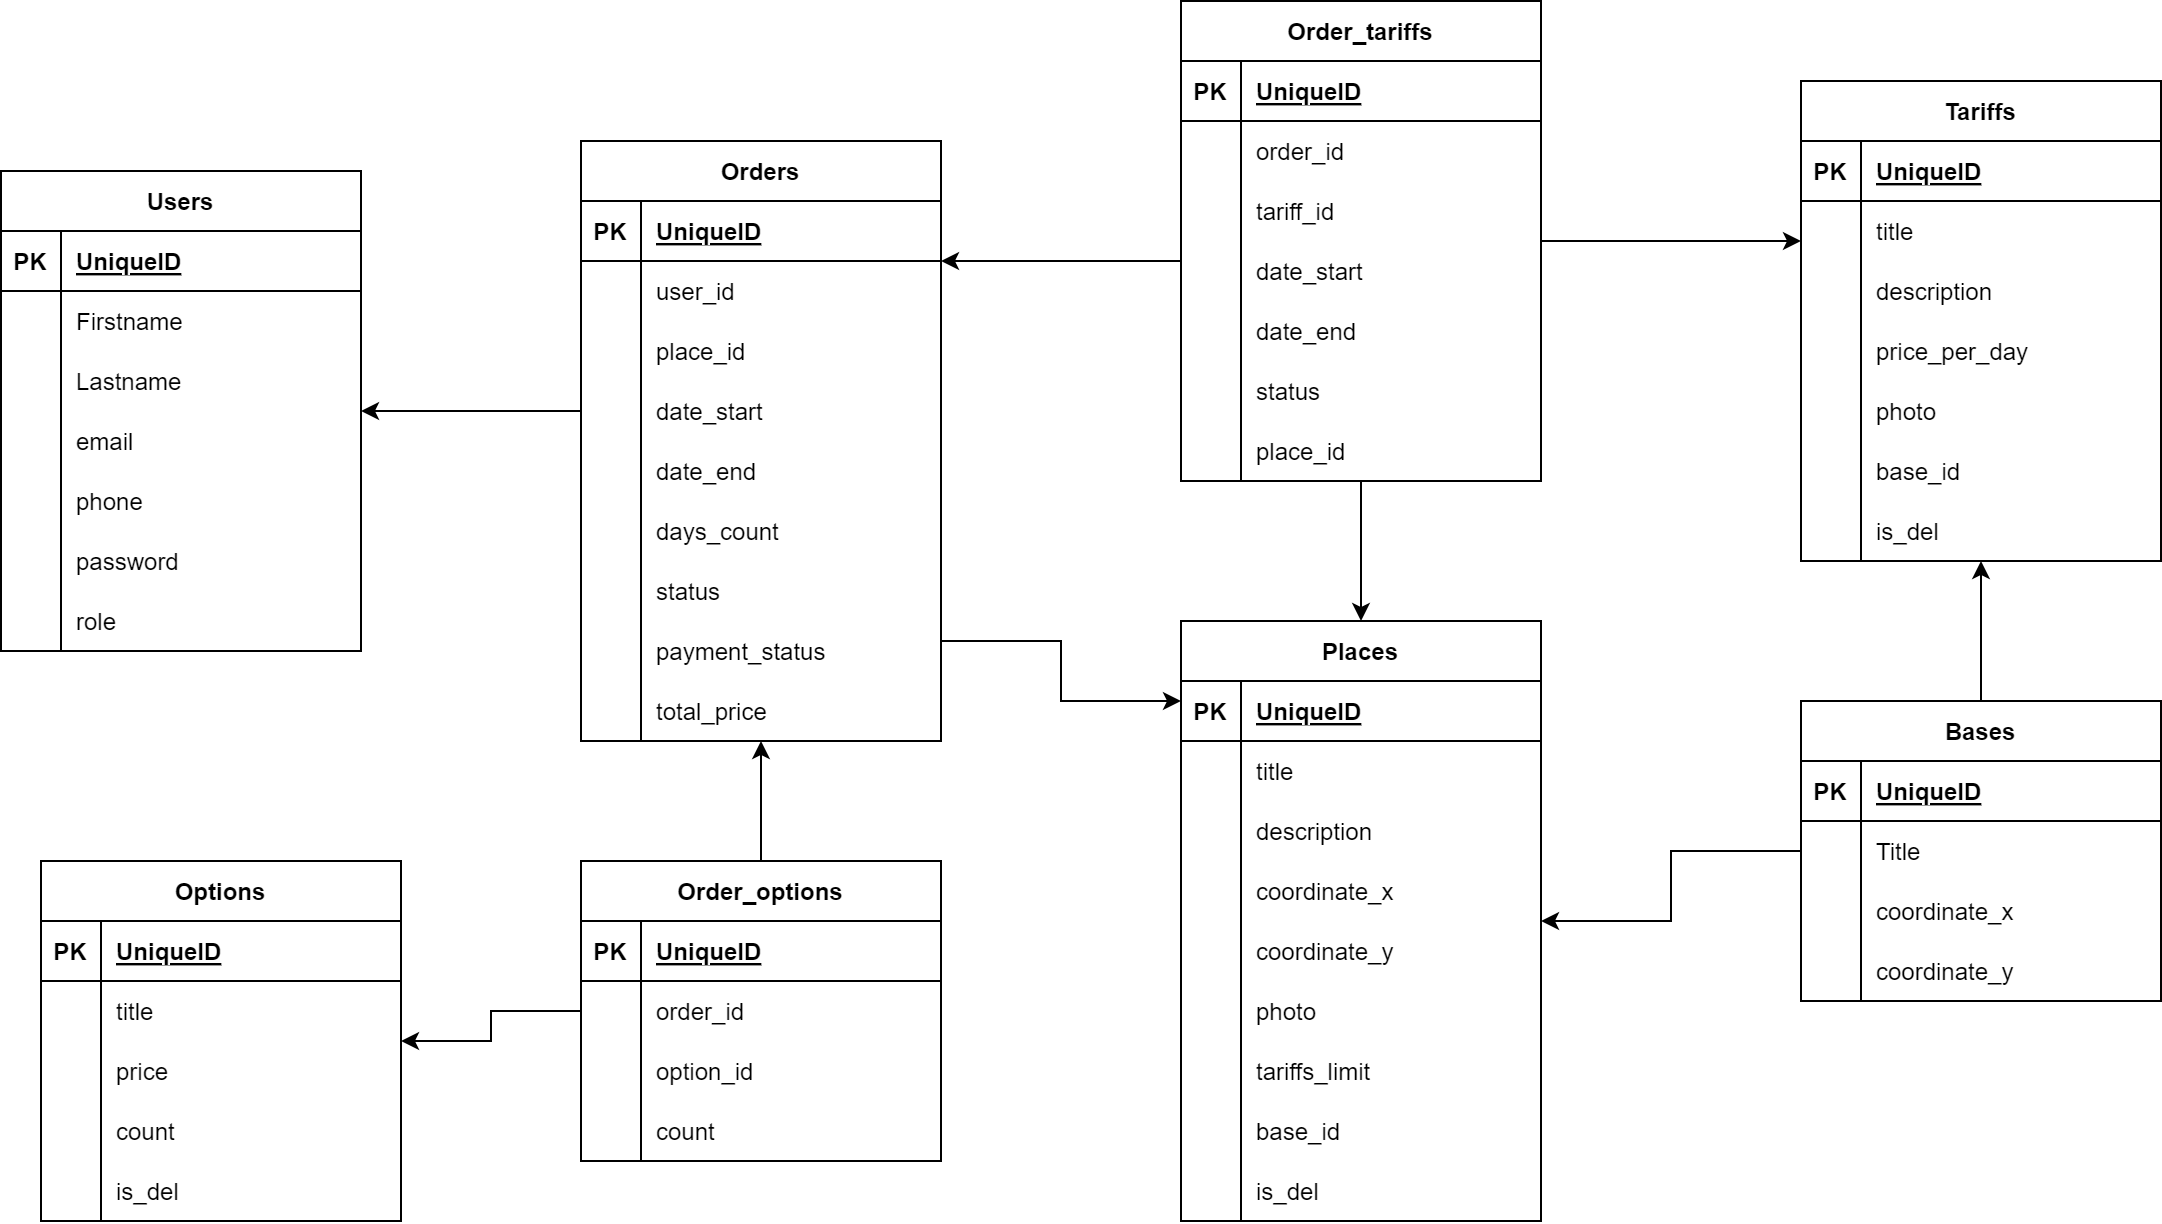 Users
PK UniqueID
Firstname
Lastname
email
phone
password
role
Orders
PK UniqueID
user_id
place_id
date_start
date_end
days_count
status
payment_status
total_price
Order_tariffs
PK UniqueID
order_id
tariff_id
date_start
date_end
status
place_id
Tariffs
PK UniqueID
title
description
price_per_day
photo
base_id
is_del
Options
PK UniqueID
title
price
count
is_del
Order_options
PK UniqueID
order_id
option_id
count
Places
PK UniqueID
title
description
coordinate_x
coordinate_y
photo
tariffs_limit
base_id
is_del
Bases
PK UniqueID
Title
coordinate_x
coordinate_y